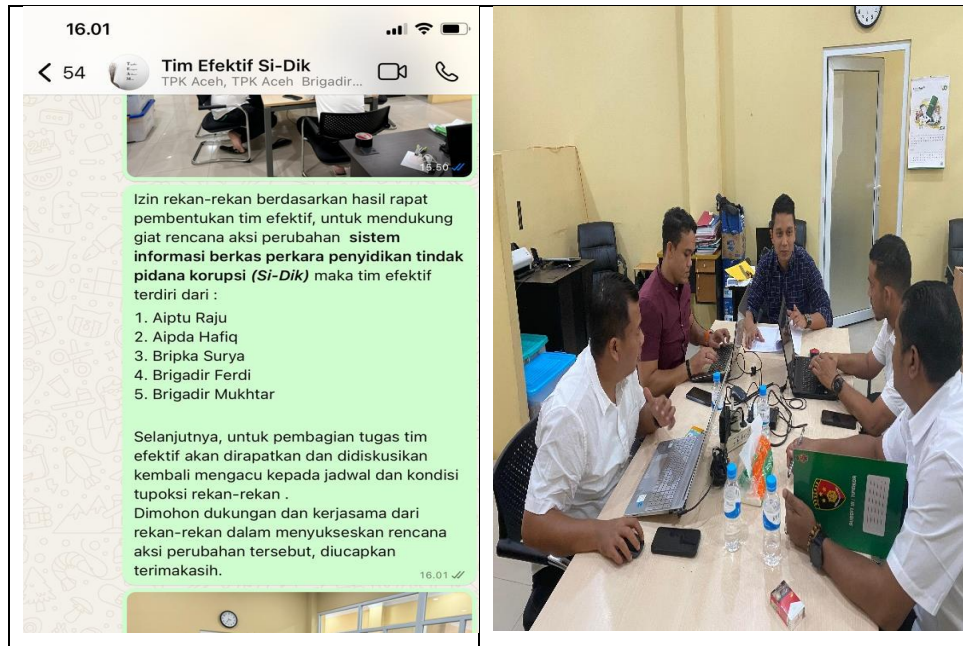 16.01
54
Tim Efektif Si-Dik
TPK Aceh, TPK Aceh Brigadir...
15.50
Izin rekan-rekan berdasarkan hasil rapat
pembentukan tim efektif, untuk mendukung
giat rencana aksi perubahan sistem
informasi berkas perkara penyidikan tindak
pidana korupsi (Si-Dik) maka tim efektif
terdiri dari :
1. Aiptu Raju
2. Aipda Hafiq
3. Bripka Surya
4. Brigadir Ferdi
5. Brigadir Mukhtar
Selanjutnya, untuk pembagian tugas tim
efektif akan dirapatkan dan didiskusikan
kembali mengacu kepada jadwal dan kondisi
tupoksi rekan-rekan .
Dimohon dukungan dan kerjasama dari
rekan-rekan dalam menyukseskan rencana
aksi perubahan tersebut, diucapkan
terimakasih.
16.01